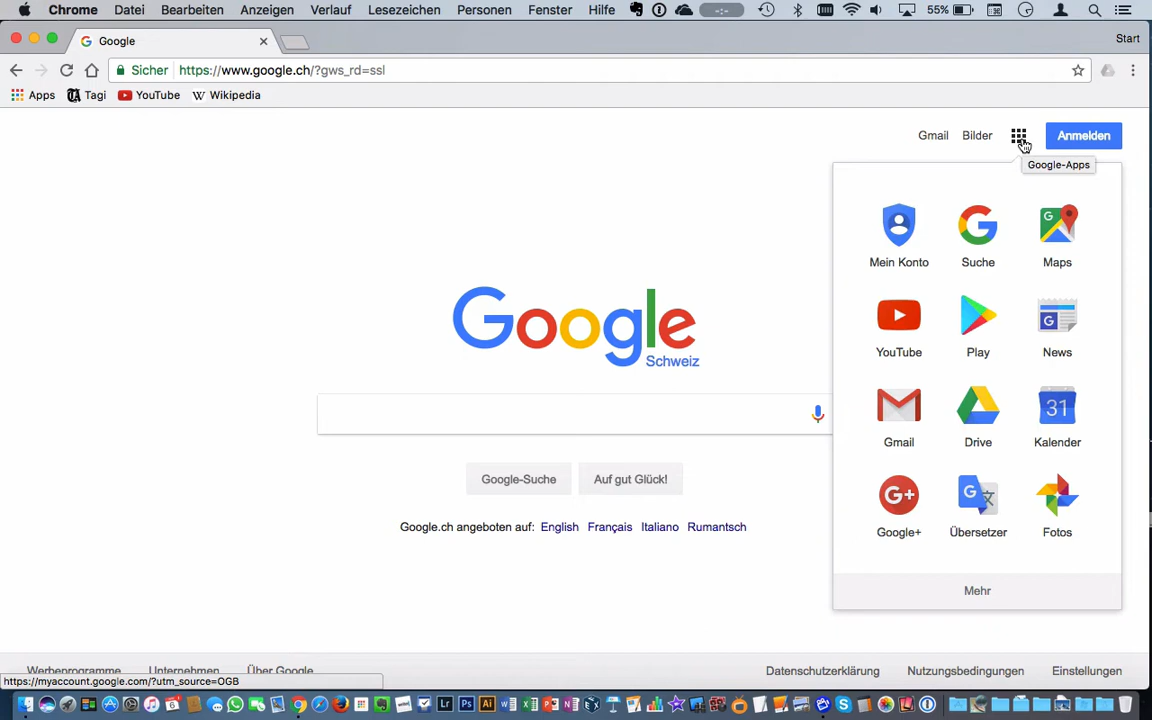 Chrome Datei Bearbeiten Anzeigen Verlauf Lesezeichen Personen Fenster Hilfe 55%
Google Start
Sicher https://www.google.ch/?gws_rd=ssl
Apps Tagi YouTube Wikipedia
Gmail Bilder Anmelden
Google-Apps
Mein Konto Suche Maps
YouTube Play News
Google
Schweiz
31
Gmail Drive Kalender
Google-Suche Auf gut Glück!
G+
Google.ch angeboten auf: English Français Italiano Rumantsch
Google+ Übersetzer Fotos
Mehr
Werbeprogramme Unternehmen Über Google Datenschutzerklärung Nutzungsbedingungen Einstellungen
https://myaccount.google.com/?utm_source=OGB